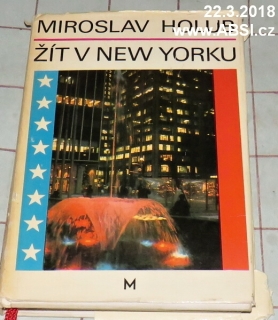 22.3.2018
www.ABSI.cz
MIROSLAV HOLUB
ŽÍT V NEW YORKU
M